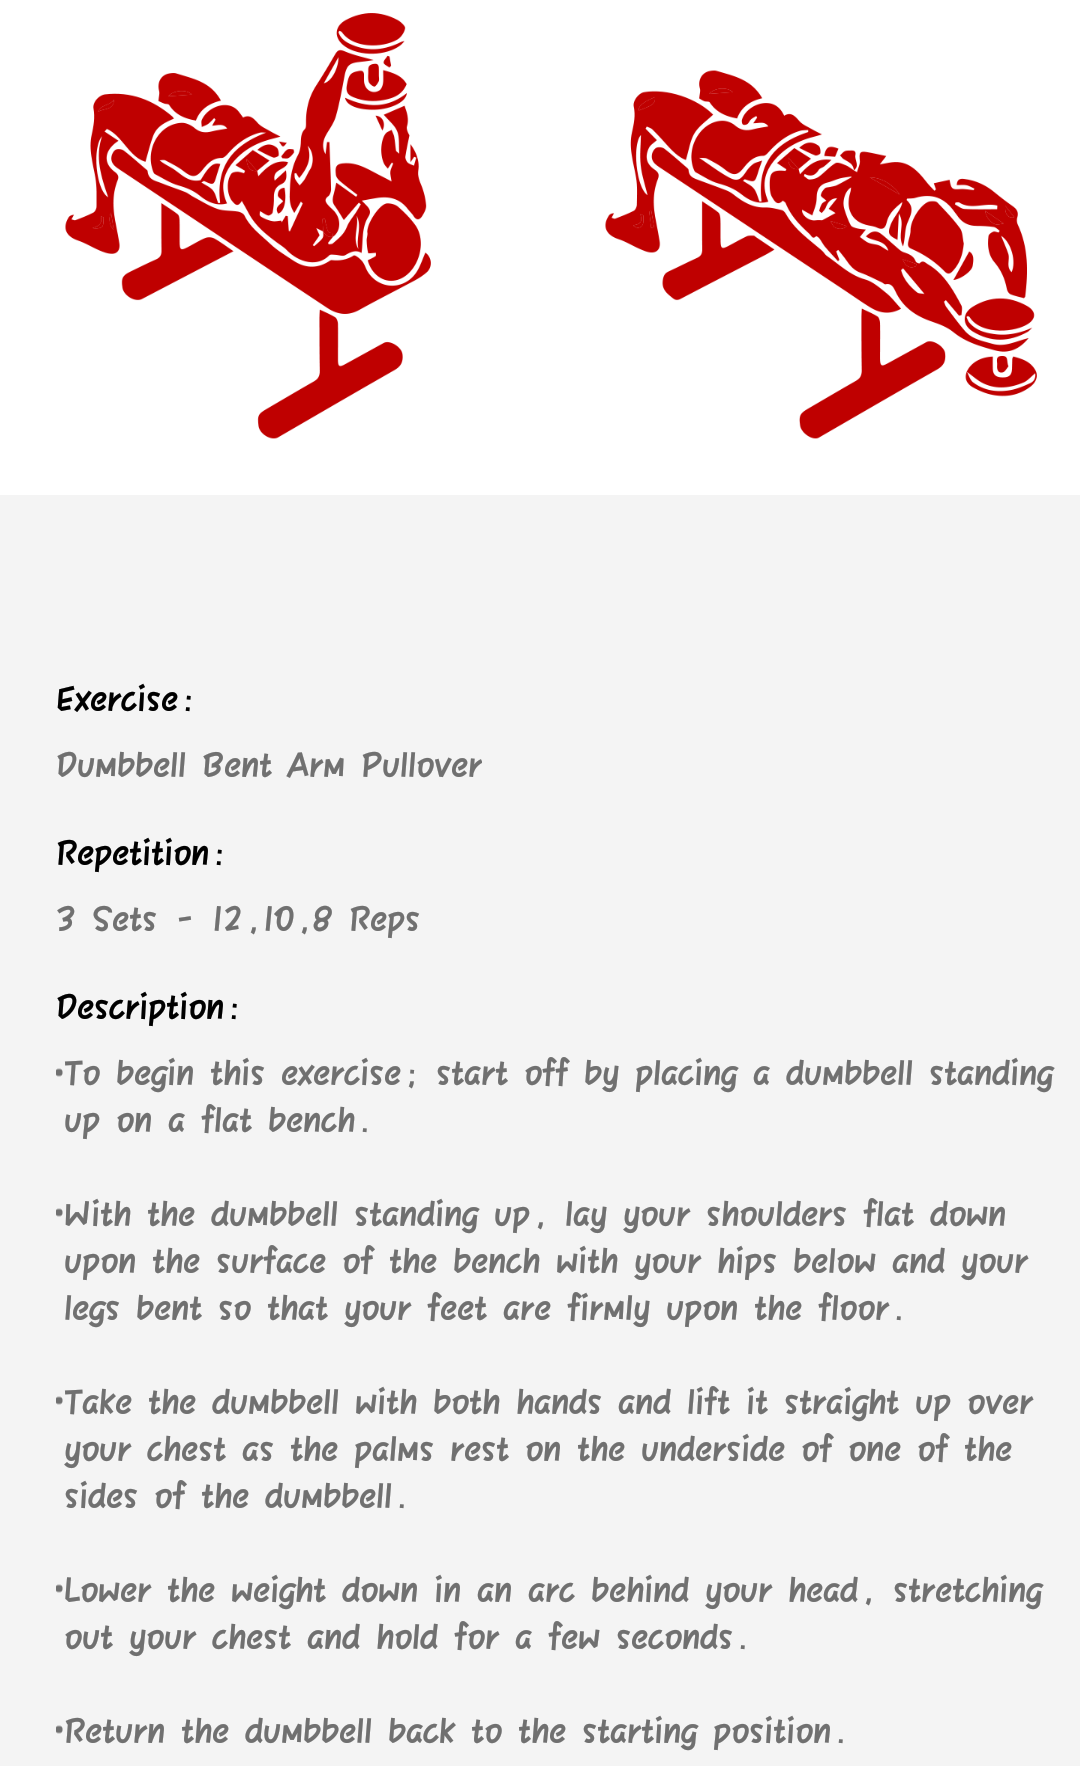 Exercise:
Dumbbell Bent Arm Pullover
Repetition:
3 Sets - 12,10,8 Reps
Description:
•To begin this exercise; start off by placing a dumbbell standing
up on a flat bench.
•With the dumbbell standing up, lay your shoulders flat down
upon the surface of the bench with your hips below and your
legs bent so that your feet are firmly upon the floor.
•Take the dumbbell with both hands and lift it straight up over
your chest as the palms rest on the underside of one of the
sides of the dumbbell.
•Lower the weight down in an arc behind your head, stretching
out your chest and hold for a few seconds.
•Return the dumbbell back to the starting position.